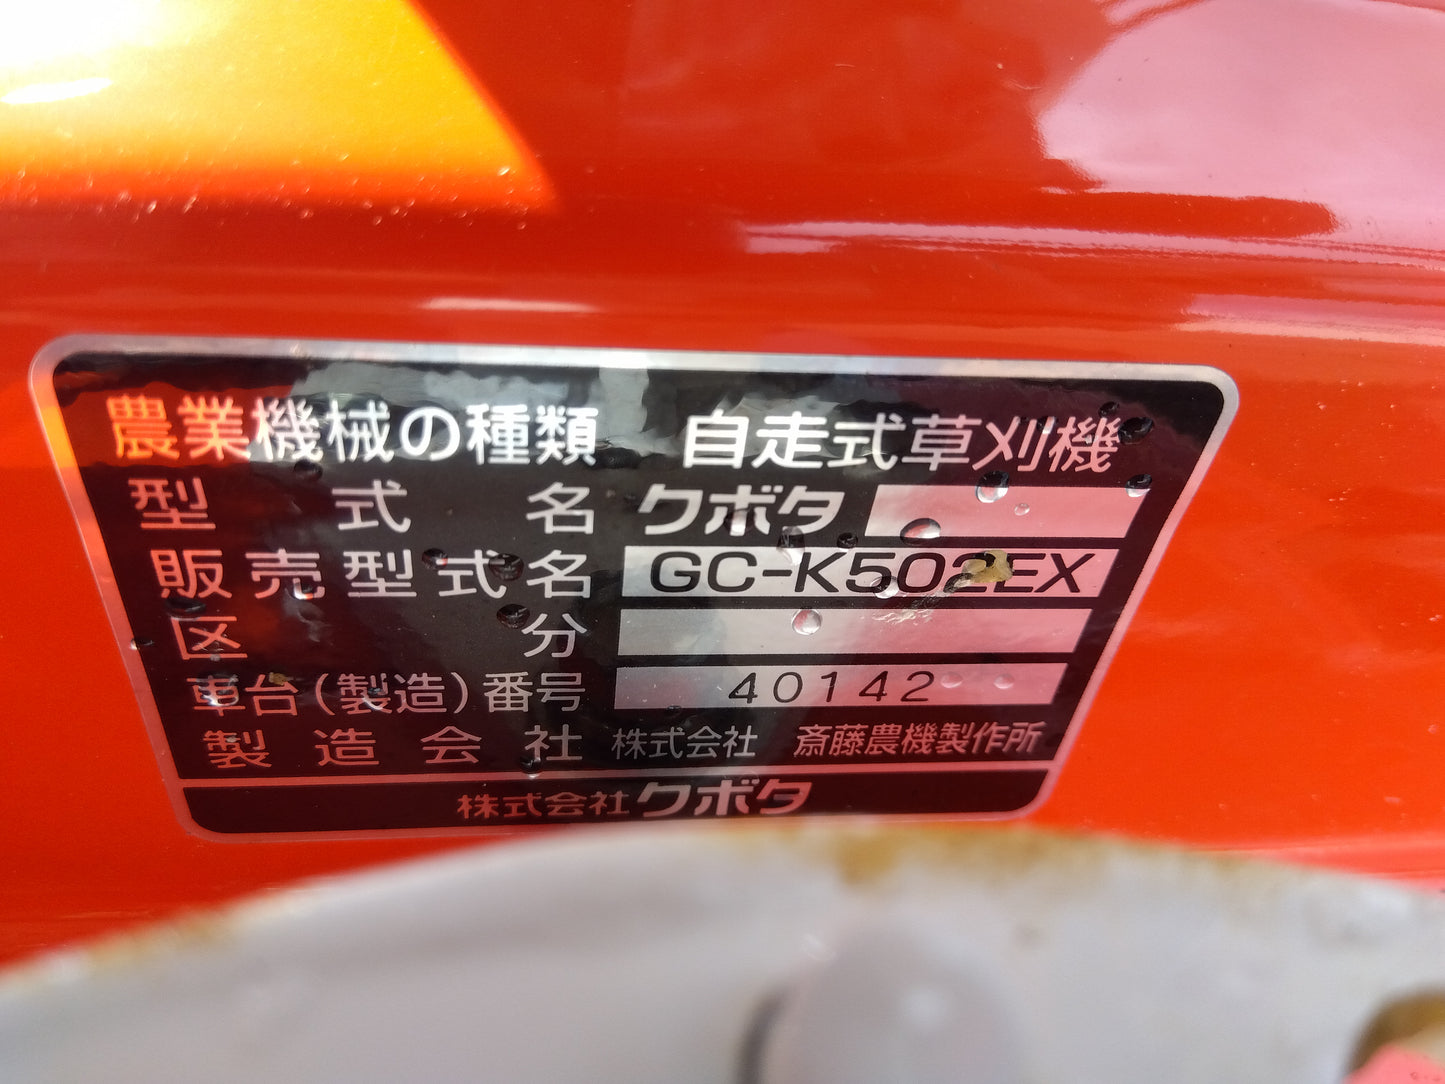 農業機械の種類 自走式草刈機
型式名 クボタ
販売型式名 GC-K502EX
区分
車台(製造)番号 40142
製造会社 株式会社 斎藤農機製作所
株式会社クボタ